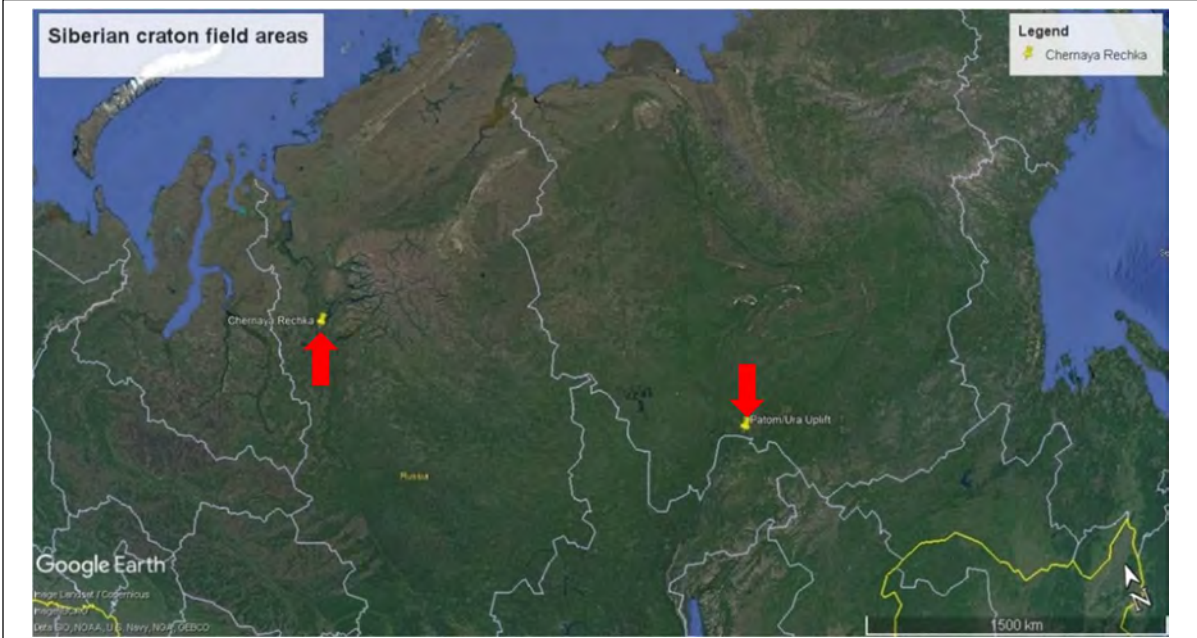 Siberian craton field areas
Legend
Chernaya Rechka
Chernaya Rechka
Patom/Ura Uplift
Russia
Google Earth
Image Landsat / Copernicus
Data SIO, NOAA, U.S. Navy, NGA, GEBCO
1500 km
N